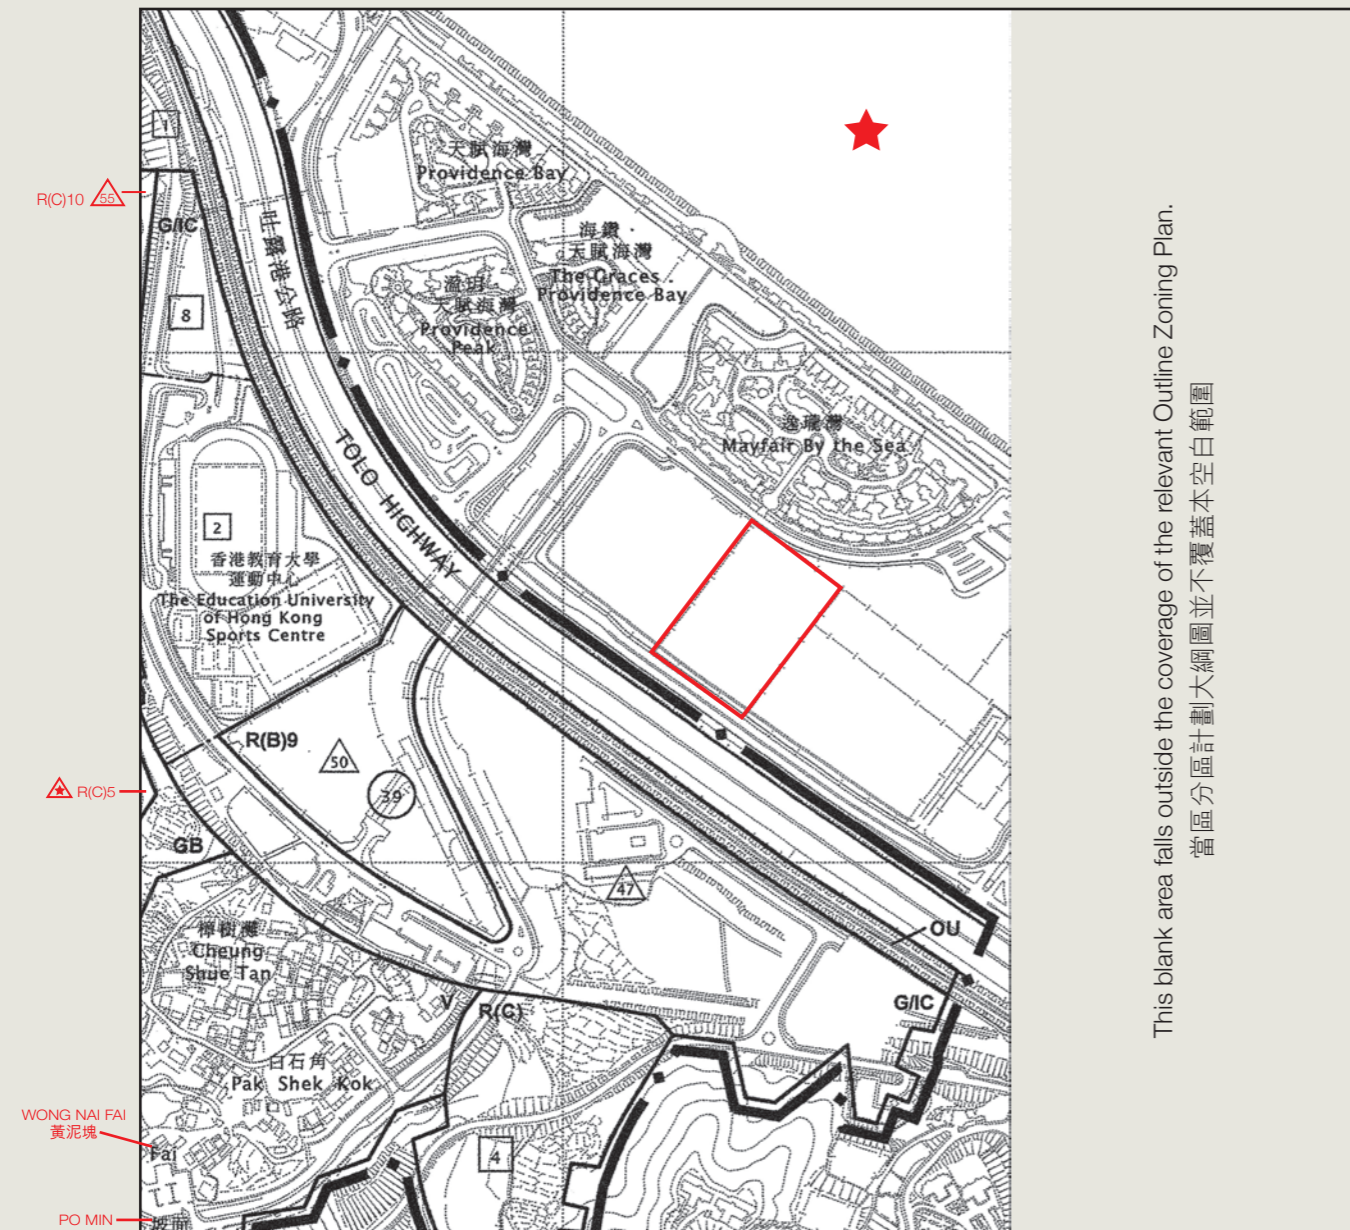 天賦海灣
Providence Bay
1
R(C)10 55
G/IC
吐露港公路
海鑽．
天賦海灣
The Graces .
Providence Bay
8
溋玥．
天賦海灣
Providence
Peak
逸瓏灣
Mayfair By the Sea
TOLO HIGHWAY
2
香港教育大學
運動中心
The Education University
of Hong Kong
Sports Centre
R(B)9
50
39
R(C)5
GB
47
樟樹灘
Cheung
Shue Tan
OU
V
R(C)
G/IC
白石角
Pak Shek Kok
WONG NAI FAI
黃泥塊
Fai
4
PO MIN
坡面
This blank area falls outside the coverage of the relevant Outline Zoning Plan.
當區分區計劃大綱圖並不覆蓋本空白範圍